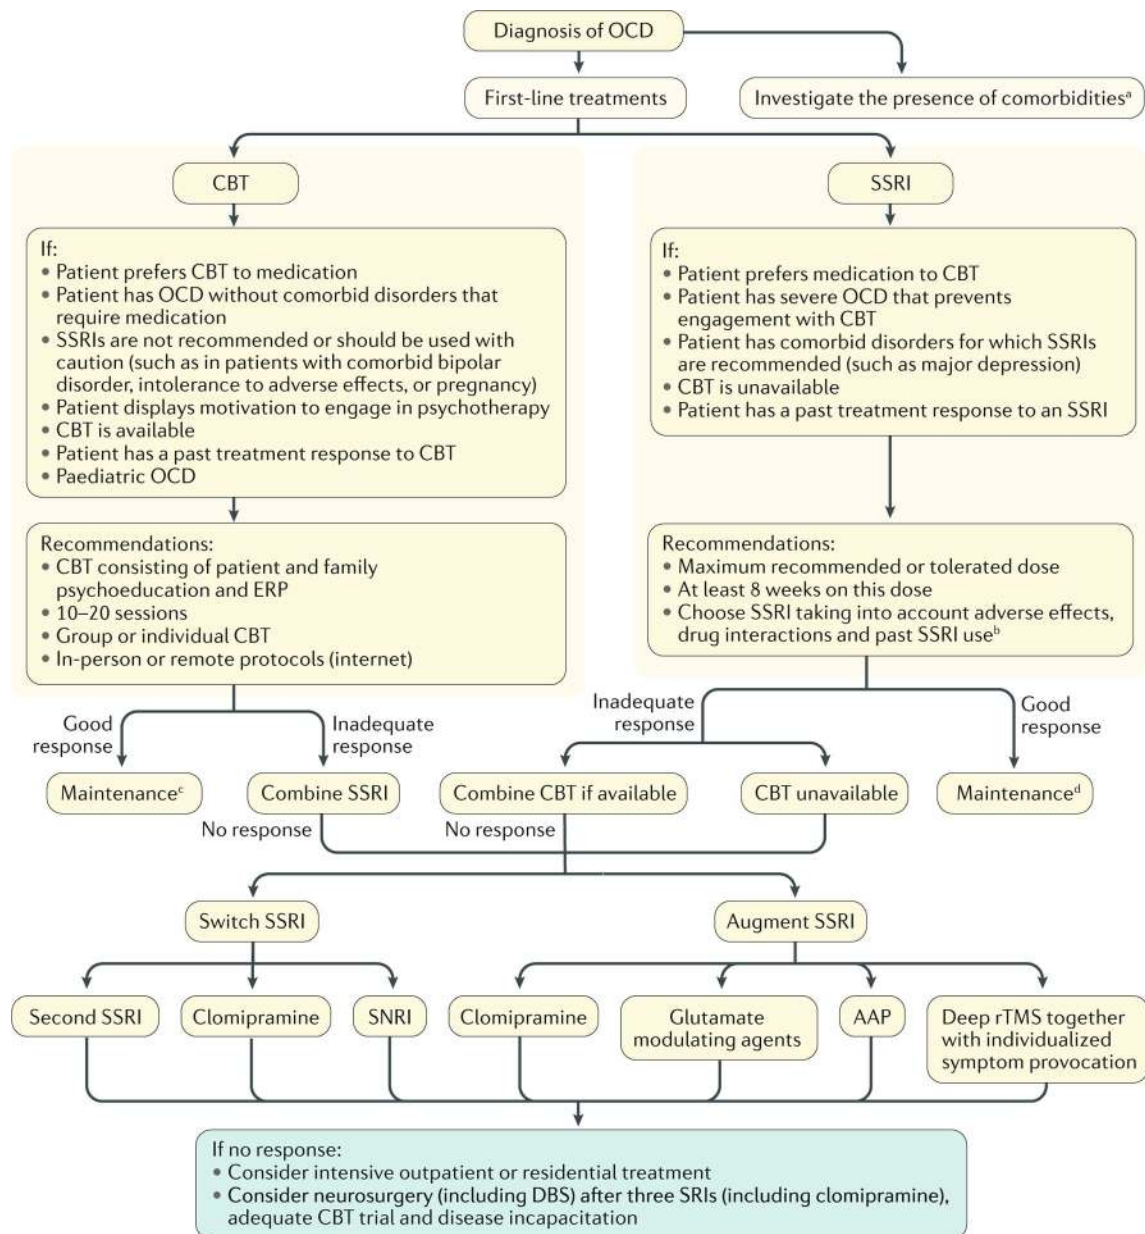 Diagnosis of OCD
First-line treatments
Investigate the presence of comorbiditiesᵃ
CBT
If:
• Patient prefers CBT to medication
• Patient has OCD without comorbid disorders that
require medication
• SSRIs are not recommended or should be used with
caution (such as in patients with comorbid bipolar
disorder, intolerance to adverse effects, or pregnancy)
• Patient displays motivation to engage in psychotherapy
• CBT is available
• Patient has a past treatment response to CBT
• Paediatric OCD
Recommendations:
• CBT consisting of patient and family
psychoeducation and ERP
• 10–20 sessions
• Group or individual CBT
• In-person or remote protocols (internet)
SSRI
If:
• Patient prefers medication to CBT
• Patient has severe OCD that prevents
engagement with CBT
• Patient has comorbid disorders for which SSRIs
are recommended (such as major depression)
• CBT is unavailable
• Patient has a past treatment response to an SSRI
Recommendations:
• Maximum recommended or tolerated dose
• At least 8 weeks on this dose
• Choose SSRI taking into account adverse effects,
drug interactions and past SSRI useᵇ
Good
response
Inadequate
response
Inadequate
response
Good
response
Maintenanceᶜ
Combine SSRI
Combine CBT if available
CBT unavailable
Maintenanceᵈ
No response
No response
Switch SSRI
Augment SSRI
Second SSRI
Clomipramine
SNRI
Clomipramine
Glutamate
modulating agents
AAP
Deep rTMS together
with individualized
symptom provocation
If no response:
• Consider intensive outpatient or residential treatment
• Consider neurosurgery (including DBS) after three SRIs (including clomipramine),
adequate CBT trial and disease incapacitation